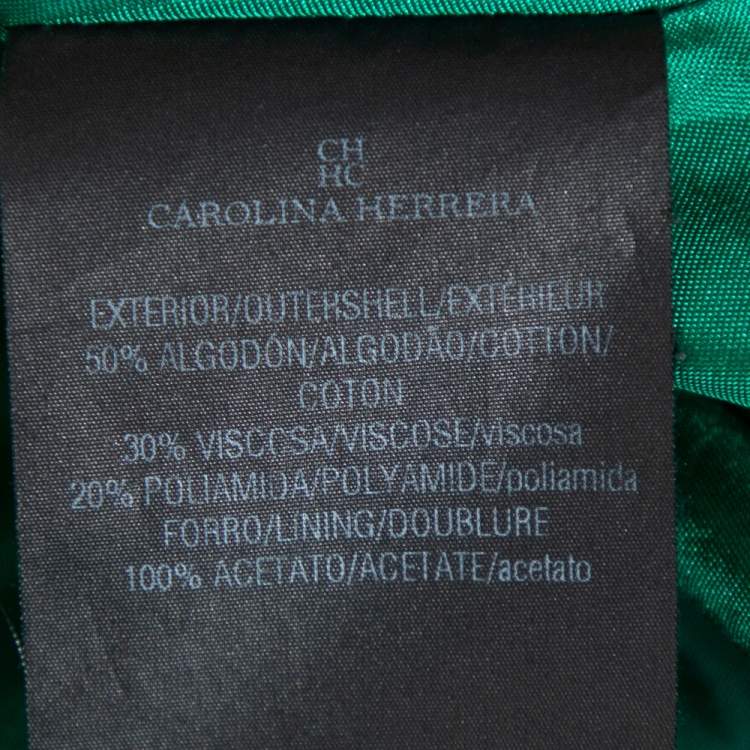 CH
HC
CAROLINA HERRERA
EXTERIOR/OUTERSHELL/EXTÉRIEUR
50% ALGODÓN/ALGODÃO/COTTON/
COTON
30% VISCOSA/VISCOSE/viscosa
20% POLIAMIDA/POLYAMIDE/poliamida
FORRO/LINING/DOUBLURE
100% ACETATO/ACETATE/acetato